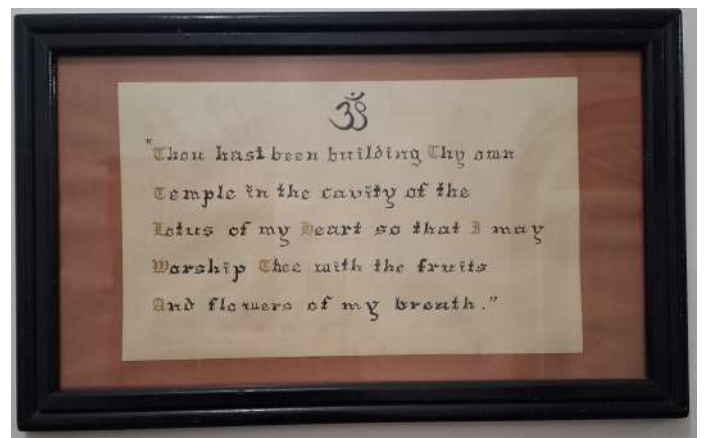 ॐ
"Thou hast been building Thy own
Temple in the cavity of the
Lotus of my Heart so that I may
Worship Thee with the fruits
And flowers of my breath."